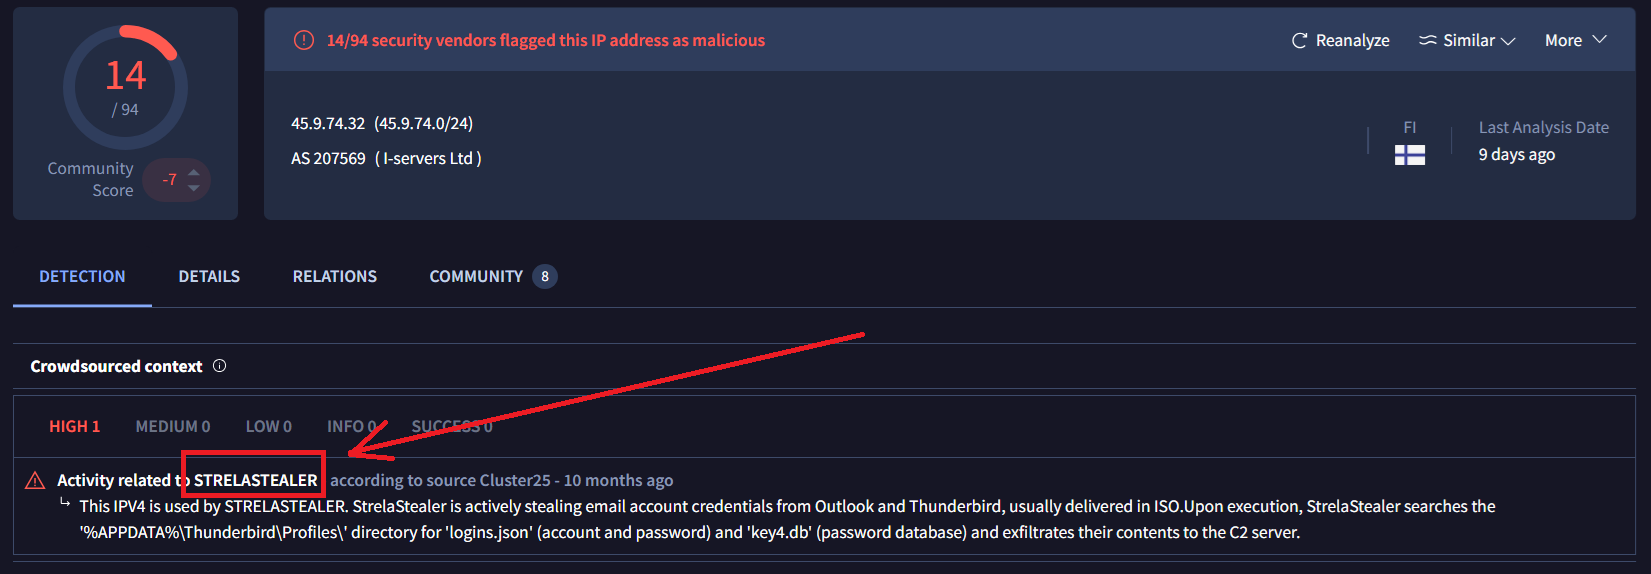 14
/ 94
Community
Score
-7
14/94 security vendors flagged this IP address as malicious
Reanalyze
Similar
More
45.9.74.32 (45.9.74.0/24)
AS 207569 ( I-servers Ltd )
FI
Last Analysis Date
9 days ago
DETECTION
DETAILS
RELATIONS
COMMUNITY 8
Crowdsourced context
HIGH 1
MEDIUM 0
LOW 0
INFO 0
SUCCESS 0
Activity related to STRELASTEALER according to source Cluster25 - 10 months ago
This IPV4 is used by STRELASTEALER. StrelaStealer is actively stealing email account credentials from Outlook and Thunderbird, usually delivered in ISO.Upon execution, StrelaStealer searches the
'%APPDATA%\Thunderbird\Profiles\' directory for 'logins.json' (account and password) and 'key4.db' (password database) and exfiltrates their contents to the C2 server.